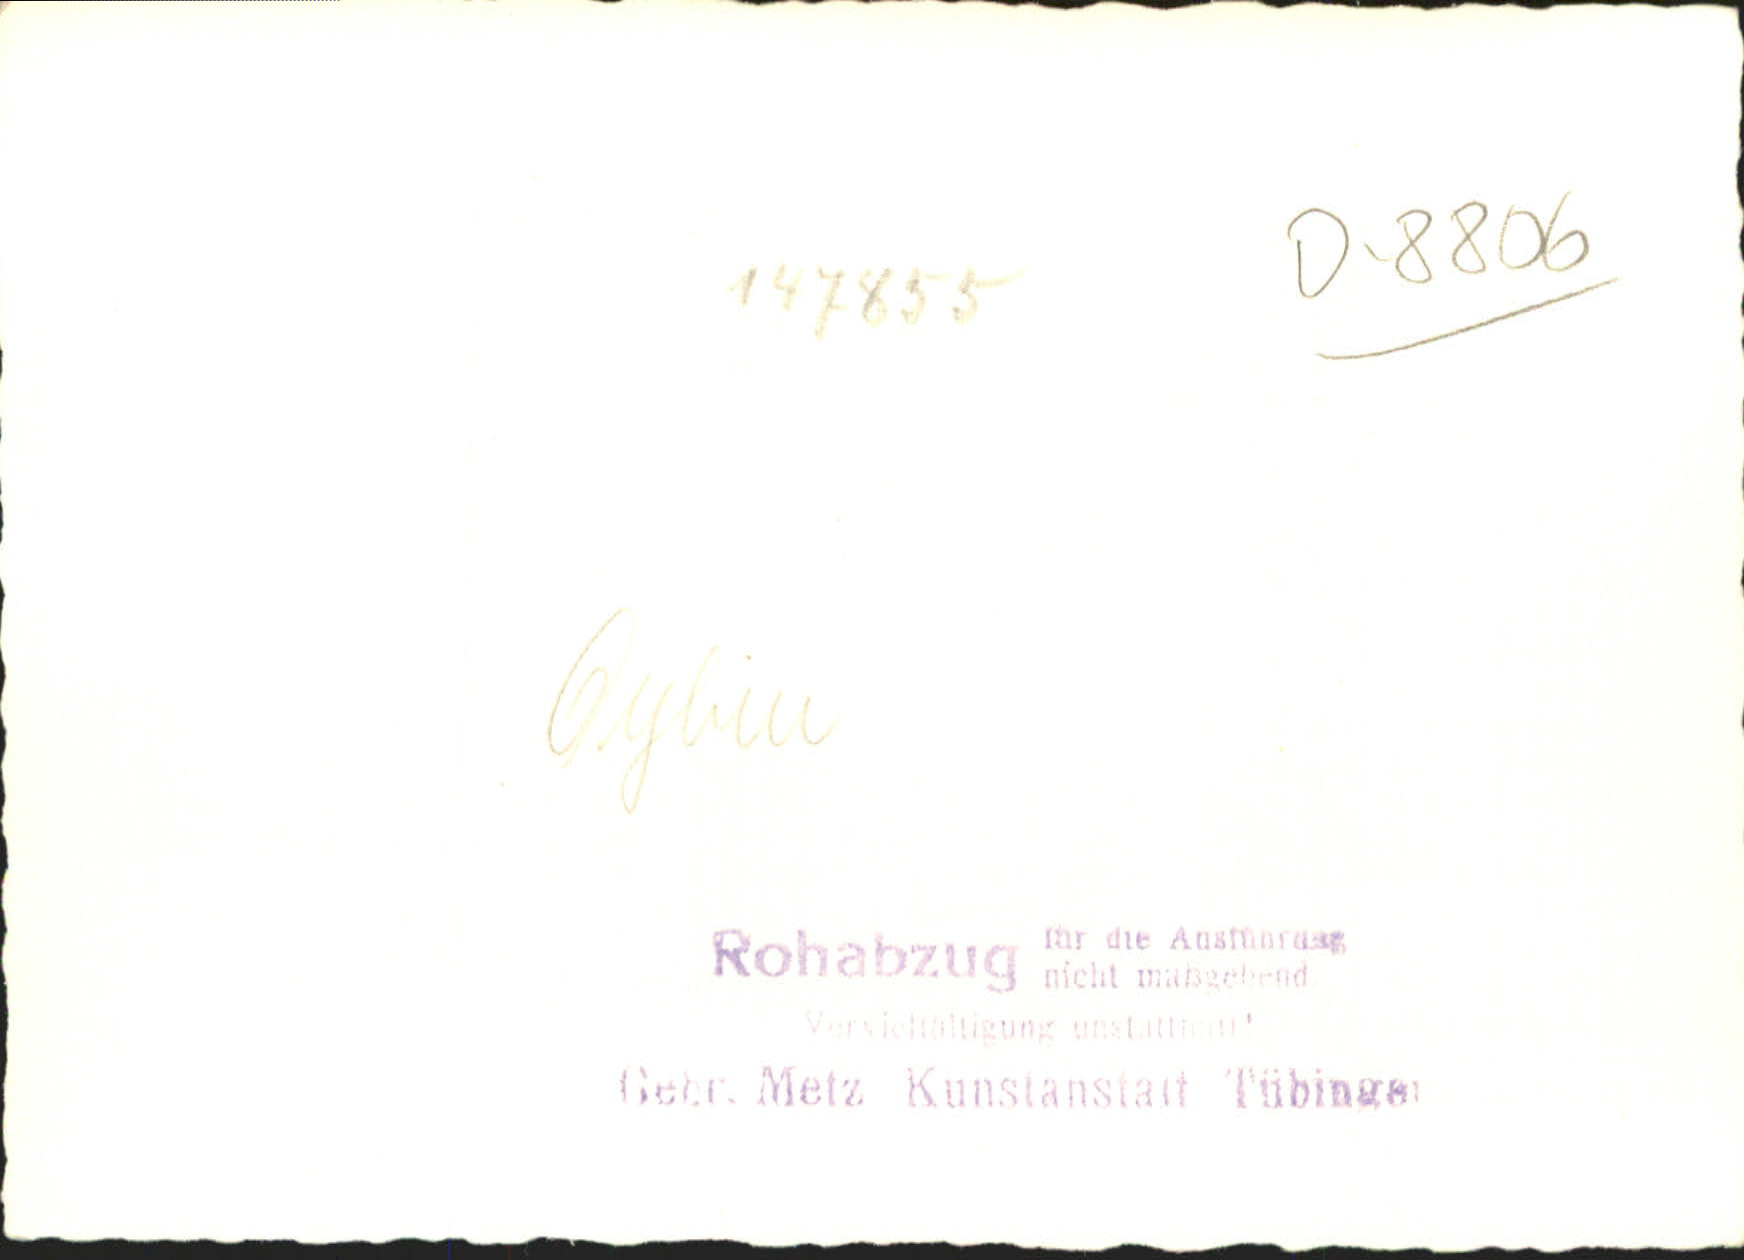 D-8806
147855
Oybin
Rohabzug für die Ausführung
nicht maßgebend.
Vervielfältigung unstatthaft!
Gebr. Metz Kunstanstalt Tübingen